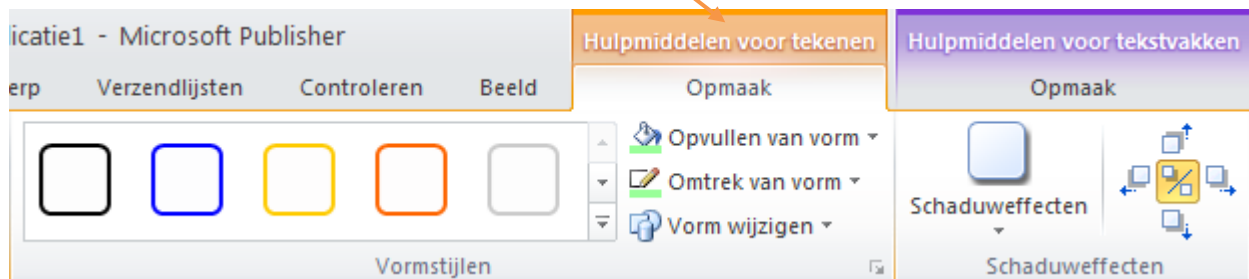 icatie1 - Microsoft Publisher
Hulpmiddelen voor tekenen
Hulpmiddelen voor tekstvakken
erp Verzendlijsten Controleren Beeld Opmaak Opmaak
Opvullen van vorm
Omtrek van vorm
Vorm wijzigen
Schaduweffecten
Vormstijlen
Schaduweffecten